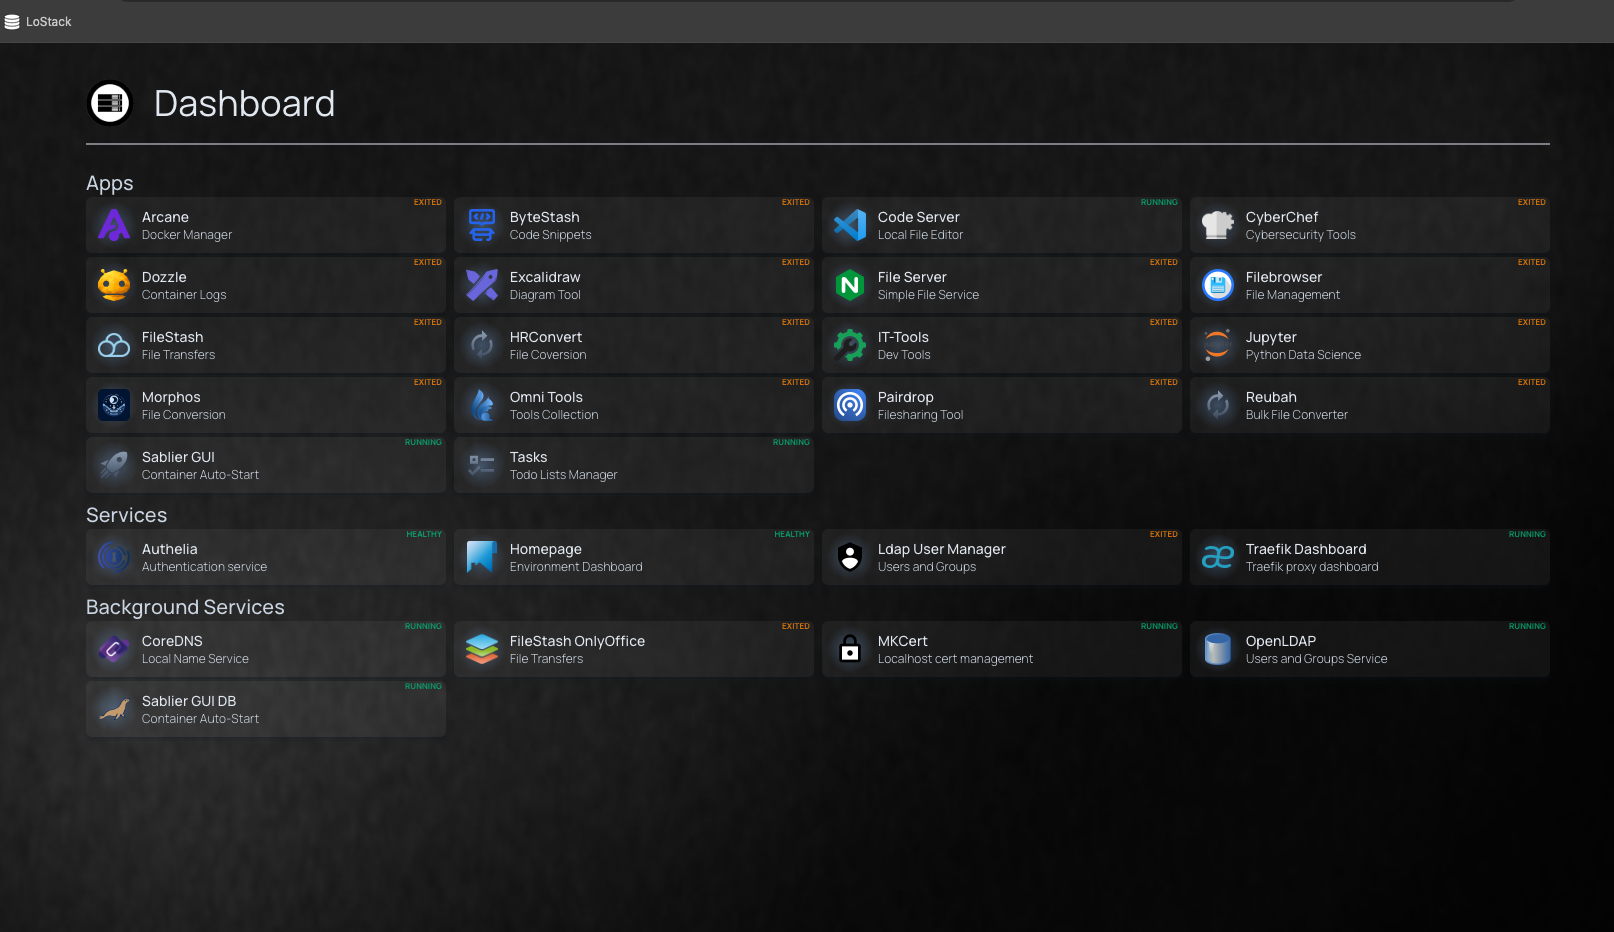 LoStack
Dashboard
Apps
EXITED
Arcane
Docker Manager
EXITED
ByteStash
Code Snippets
RUNNING
Code Server
Local File Editor
EXITED
CyberChef
Cybersecurity Tools
EXITED
Dozzle
Container Logs
EXITED
Excalidraw
Diagram Tool
EXITED
File Server
Simple File Service
EXITED
Filebrowser
File Management
EXITED
FileStash
File Transfers
EXITED
HRConvert
File Coversion
EXITED
IT-Tools
Dev Tools
EXITED
Jupyter
Python Data Science
EXITED
Morphos
File Conversion
EXITED
Omni Tools
Tools Collection
EXITED
Pairdrop
Filesharing Tool
EXITED
Reubah
Bulk File Converter
RUNNING
Sablier GUI
Container Auto-Start
RUNNING
Tasks
Todo Lists Manager
Services
HEALTHY
Authelia
Authentication service
HEALTHY
Homepage
Environment Dashboard
EXITED
Ldap User Manager
Users and Groups
RUNNING
Traefik Dashboard
Traefik proxy dashboard
Background Services
RUNNING
CoreDNS
Local Name Service
EXITED
FileStash OnlyOffice
File Transfers
RUNNING
MKCert
Localhost cert management
RUNNING
OpenLDAP
Users and Groups Service
RUNNING
Sablier GUI DB
Container Auto-Start